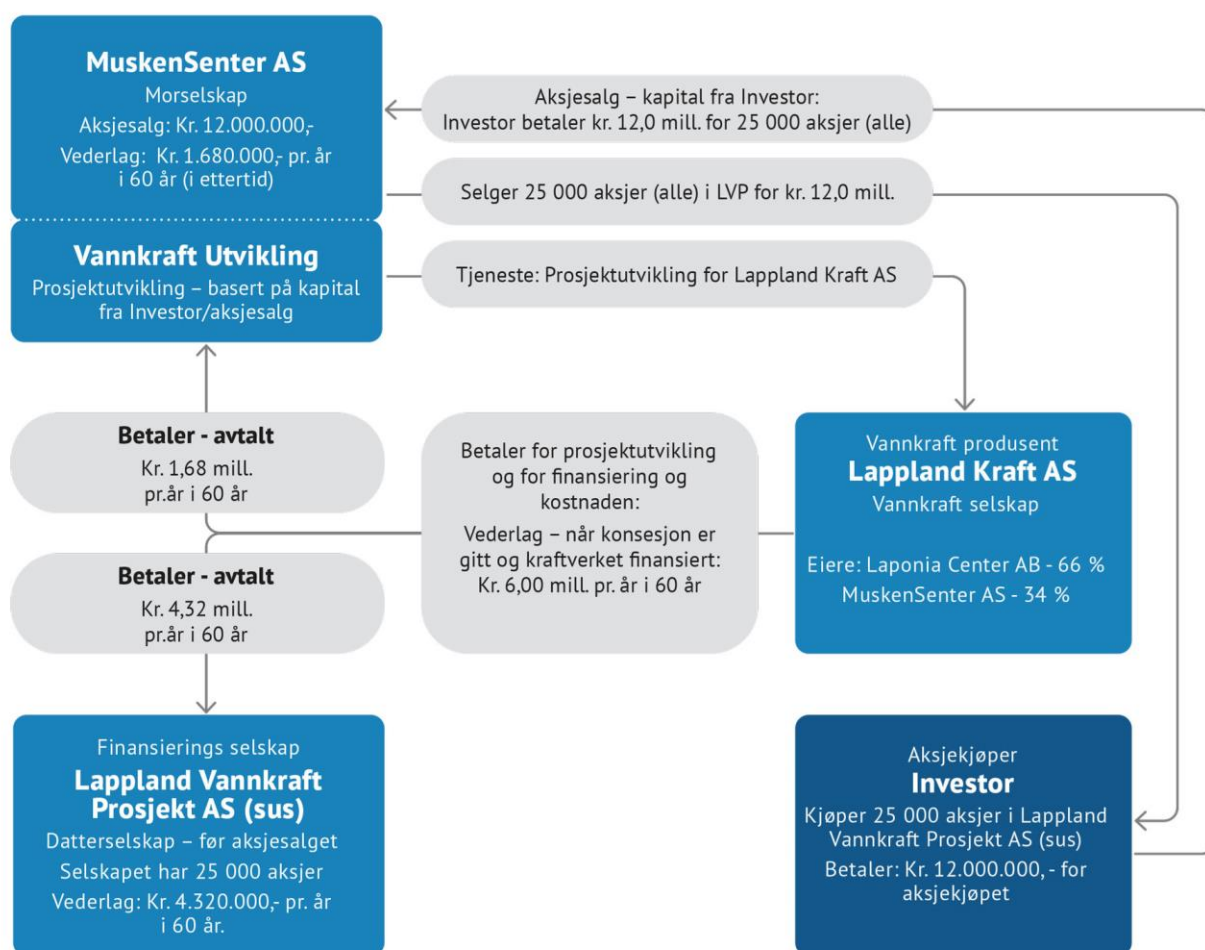 MuskenSenter AS
Morselskap
Aksjesalg: Kr. 12.000.000,-
Vederlag: Kr. 1.680.000,- pr. år
i 60 år (i ettertid)
Vannkraft Utvikling
Prosjektutvikling – basert på kapital
fra Investor/aksjesalg
Aksjesalg – kapital fra Investor:
Investor betaler kr. 12,0 mill. for 25 000 aksjer (alle)
Selger 25 000 aksjer (alle) i LVP for kr. 12,0 mill.
Tjeneste: Prosjektutvikling for Lappland Kraft AS
Betaler - avtalt
Kr. 1,68 mill.
pr.år i 60 år
Betaler - avtalt
Kr. 4,32 mill.
pr.år i 60 år
Betaler for prosjektutvikling
og for finansiering og
kostnaden:
Vederlag – når konsesjon er
gitt og kraftverket finansiert:
Kr. 6,00 mill. pr. år i 60 år
Vannkraft produsent
Lappland Kraft AS
Vannkraft selskap
Eiere: Laponia Center AB - 66 %
MuskenSenter AS - 34 %
Finansierings selskap
Lappland Vannkraft
Prosjekt AS (sus)
Datterselskap – før aksjesalget
Selskapet har 25 000 aksjer
Vederlag: Kr. 4.320.000,- pr. år
i 60 år.
Aksjekjøper
Investor
Kjøper 25 000 aksjer i Lappland
Vannkraft Prosjekt AS (sus)
Betaler: Kr. 12.000.000, - for
aksjekjøpet